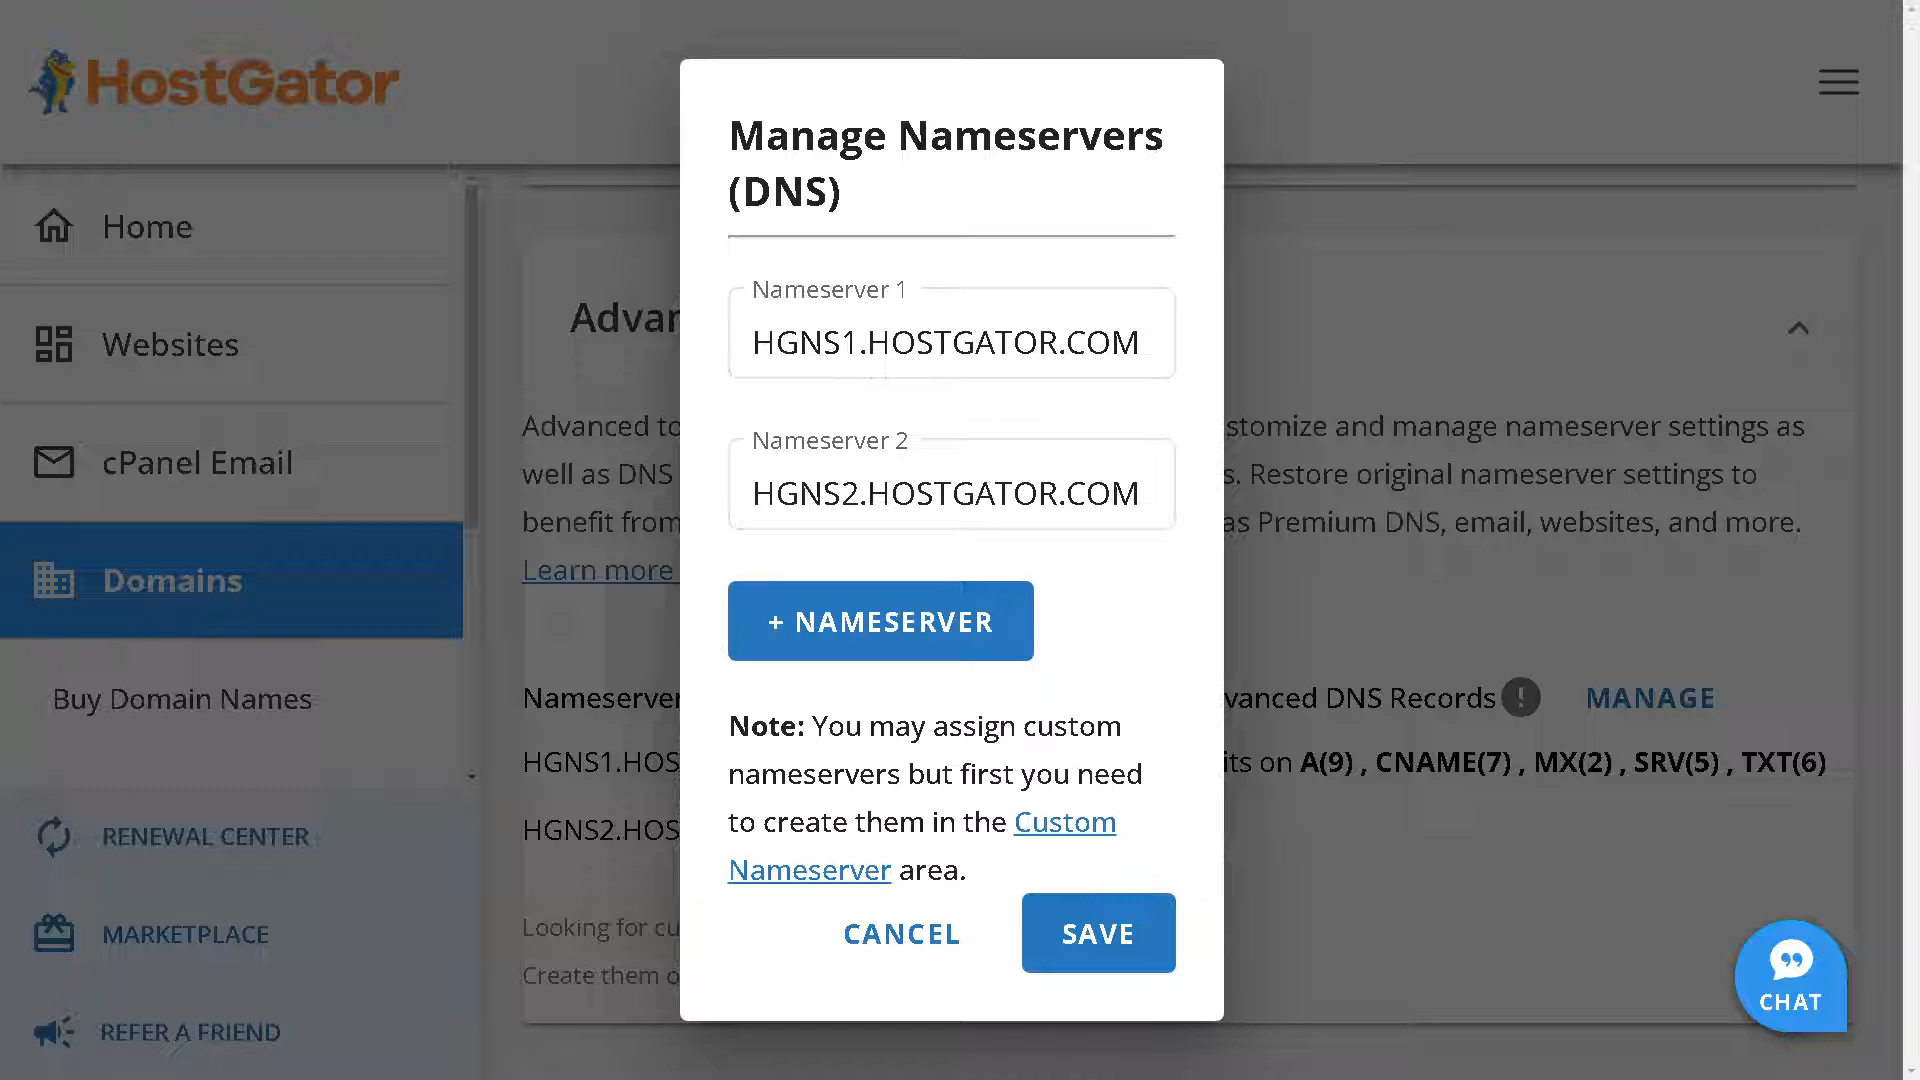 HostGator
Home
Websites
cPanel Email
Domains
Buy Domain Names
RENEWAL CENTER
MARKETPLACE
REFER A FRIEND
Advanced to
well as DNS
benefit from
Learn more
Nameserver
HGNS1.HOS
HGNS2.HOS
Looking for cu
Create them o
Manage Nameservers
(DNS)
Nameserver 1
HGNS1.HOSTGATOR.COM
Nameserver 2
HGNS2.HOSTGATOR.COM
+ NAMESERVER
Note: You may assign custom
nameservers but first you need
to create them in the Custom
Nameserver area.
CANCEL
SAVE
stomize and manage nameserver settings as
s. Restore original nameserver settings to
as Premium DNS, email, websites, and more.
vanced DNS Records ! MANAGE
its on A(9) , CNAME(7) , MX(2) , SRV(5) , TXT(6)
CHAT